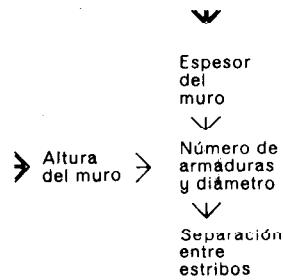 Espesor
del
muro
Altura
del muro
Número de
armaduras
y diámetro
Separación
entre
estribos